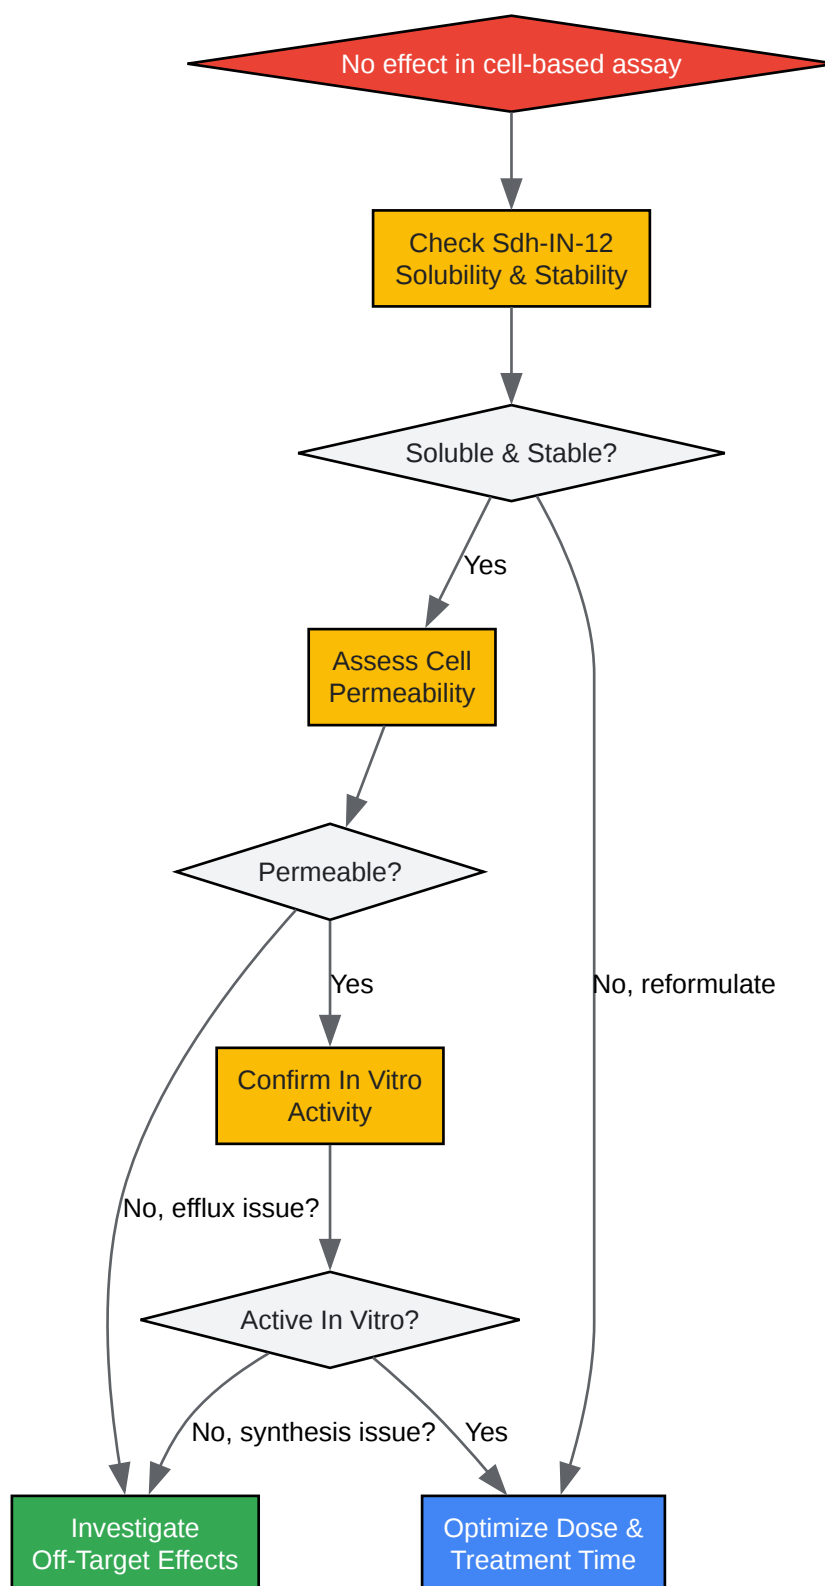 No effect in cell-based assay
Check Sdh-IN-12
Solubility & Stability
Soluble & Stable?
Yes
Assess Cell
Permeability
Permeable?
Yes
No, reformulate
Confirm In Vitro
Activity
No, efflux issue?
Active In Vitro?
No, synthesis issue?
Yes
Investigate
Off-Target Effects
Optimize Dose &
Treatment Time